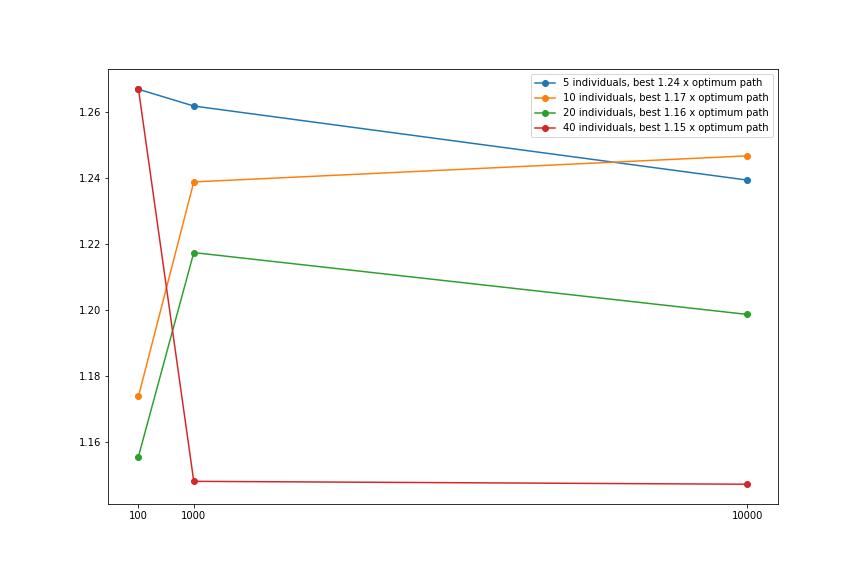 5 individuals, best 1.24 x optimum path
10 individuals, best 1.17 x optimum path
20 individuals, best 1.16 x optimum path
40 individuals, best 1.15 x optimum path
1.26
1.24
1.22
1.20
1.18
1.16
100 1000 10000